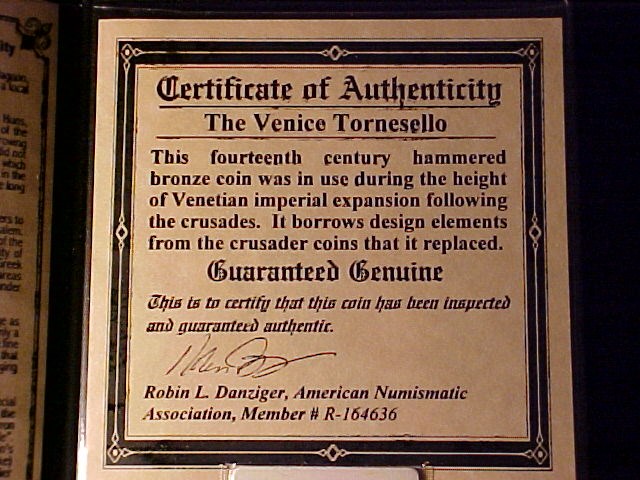 Certificate of Authenticity
The Venice Tornesello
This fourteenth century hammered
bronze coin was in use during the height
of Venetian imperial expansion following
the crusades. It borrows design elements
from the crusader coins that it replaced.
Guaranteed Genuine
This is to certify that this coin has been inspected
and guaranteed authentic.
Robin L. Danziger, American Numismatic
Association, Member # R-164636